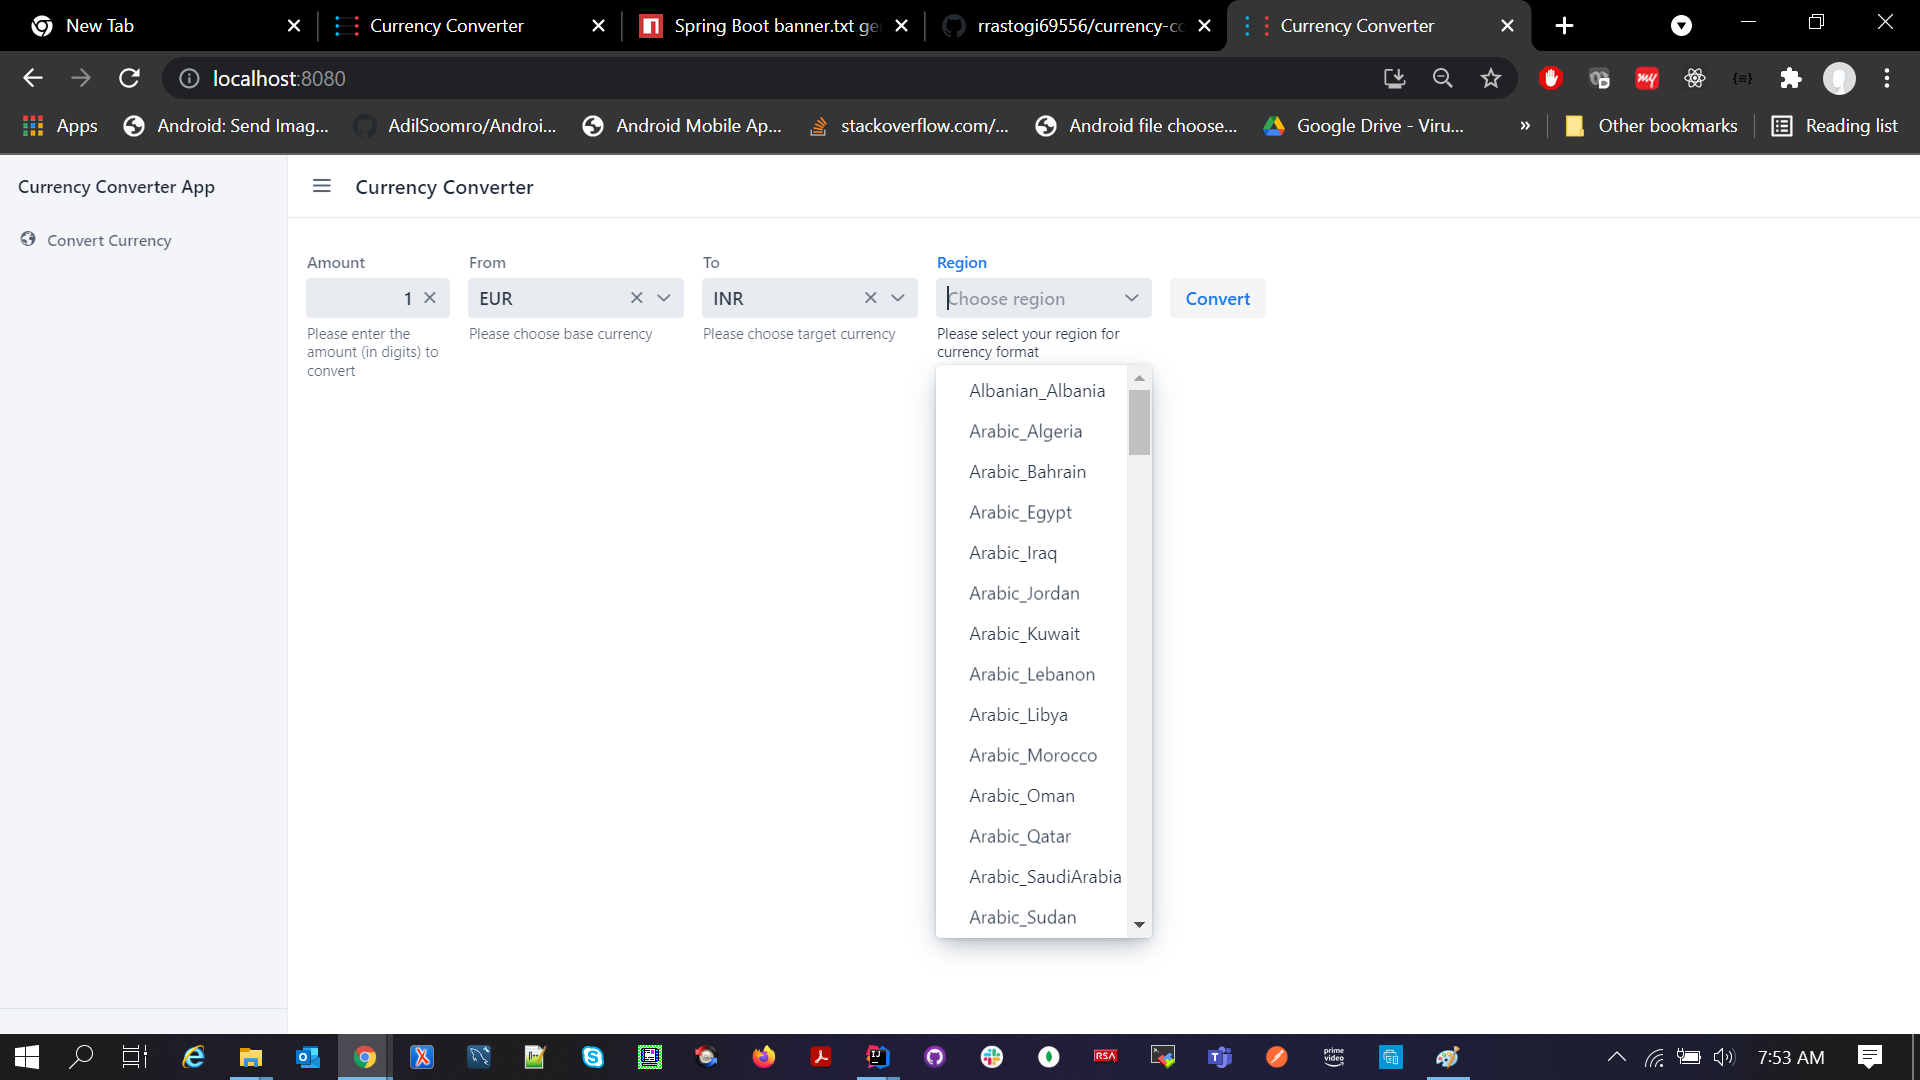 New Tab
Currency Converter
Spring Boot banner.txt ge
rrastogi69556/currency-co
Currency Converter
localhost:8080
Apps
Android: Send Imag...
AdilSoomro/Androi...
Android Mobile Ap...
stackoverflow.com/...
Android file choose...
Google Drive - Viru...
»
Other bookmarks
Reading list
Currency Converter App
Currency Converter
Convert Currency
Amount
From
To
Region
1
EUR
INR
Choose region
Convert
Please enter the
amount (in digits) to
convert
Please choose base currency
Please choose target currency
Please select your region for
currency format
Albanian_Albania
Arabic_Algeria
Arabic_Bahrain
Arabic_Egypt
Arabic_Iraq
Arabic_Jordan
Arabic_Kuwait
Arabic_Lebanon
Arabic_Libya
Arabic_Morocco
Arabic_Oman
Arabic_Qatar
Arabic_SaudiArabia
Arabic_Sudan
RSA
prime
video
7:53 AM